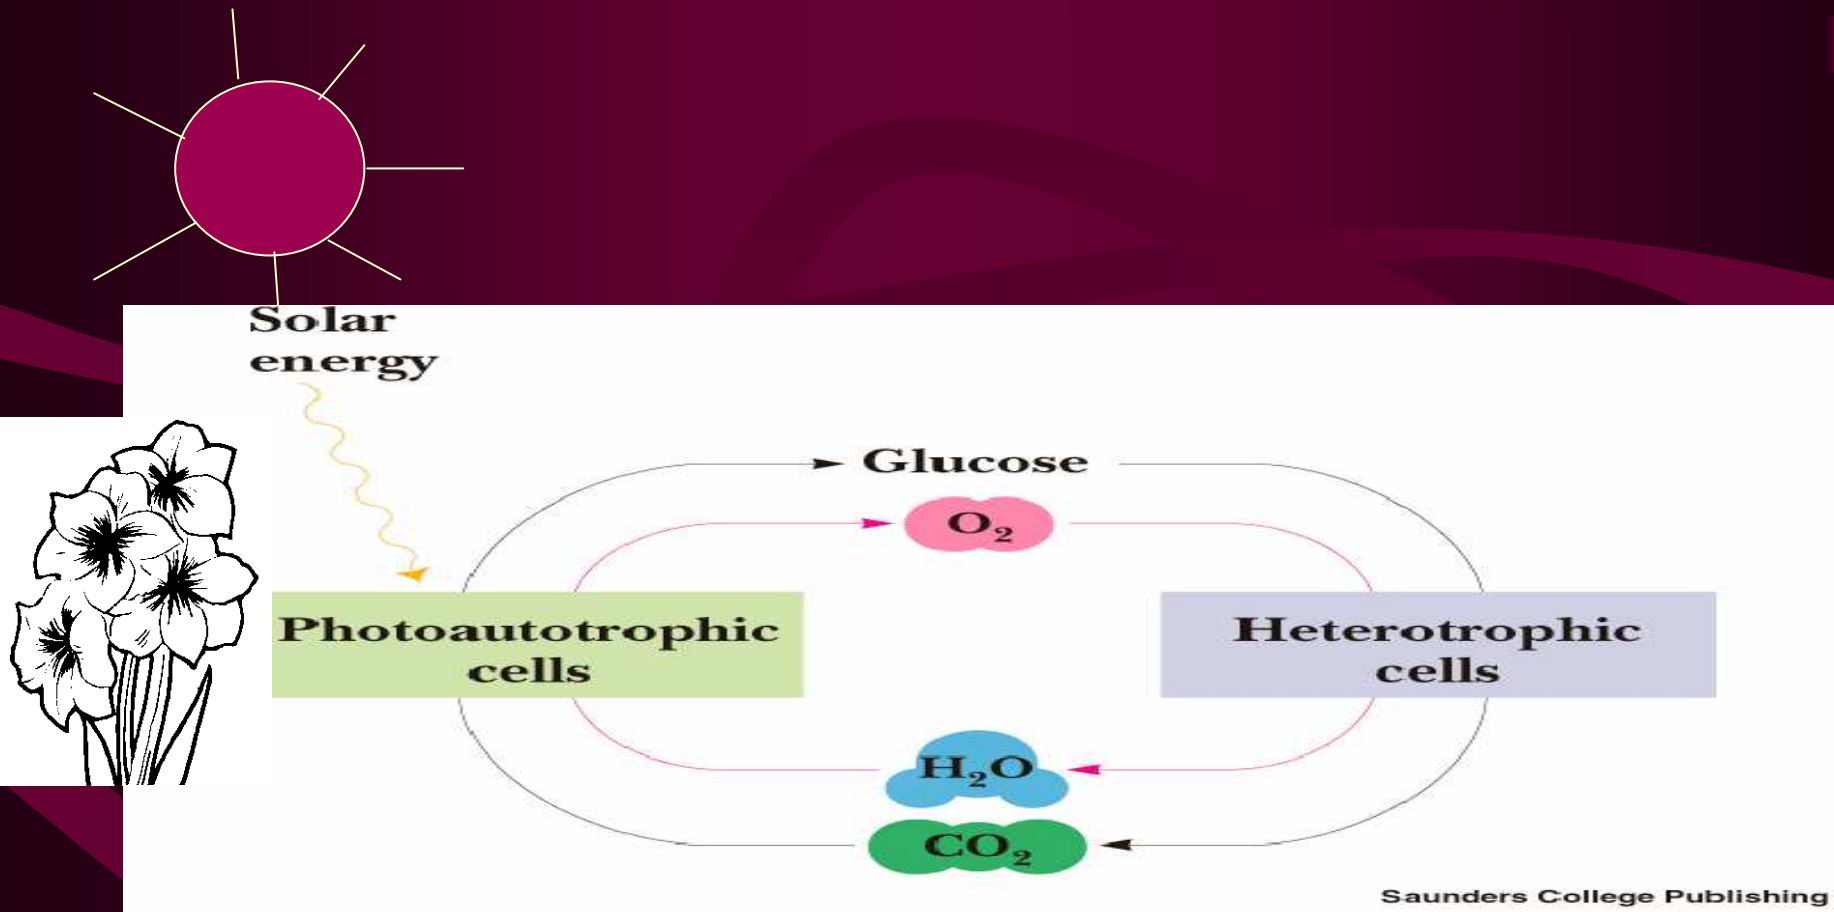 Solar
energy
Glucose
O₂
Photoautotrophic
cells
Heterotrophic
cells
H₂O
CO₂
Saunders College Publishing